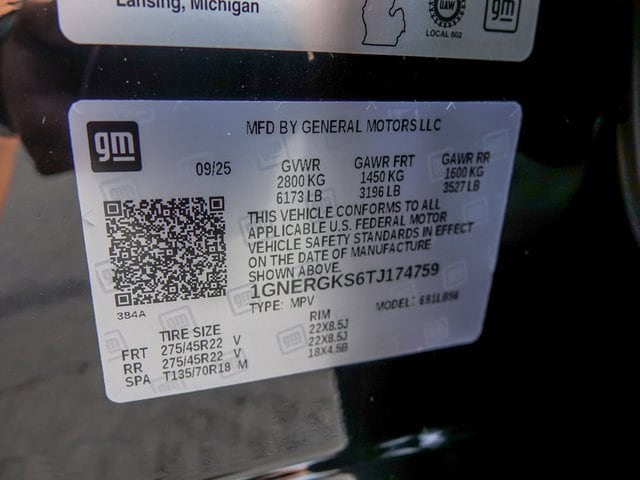 Lansing, Michigan
UAW
LOCAL 602
gm
gm
MFD BY GENERAL MOTORS LLC
09/25
GVWR GAWR FRT GAWR RR
2800 KG 1450 KG 1600 KG
6173 LB 3196 LB 3527 LB
THIS VEHICLE CONFORMS TO ALL
APPLICABLE U.S. FEDERAL MOTOR
VEHICLE SAFETY STANDARDS IN EFFECT
ON THE DATE OF MANUFACTURE
SHOWN ABOVE.
1GNERGKS6TJ174759
TYPE: MPV MODEL: 691LB56
384A
TIRE SIZE RIM
FRT 275/45R22 V 22X8.5J
RR 275/45R22 V 22X8.5J
SPA T135/70R18 M 18X4.5B